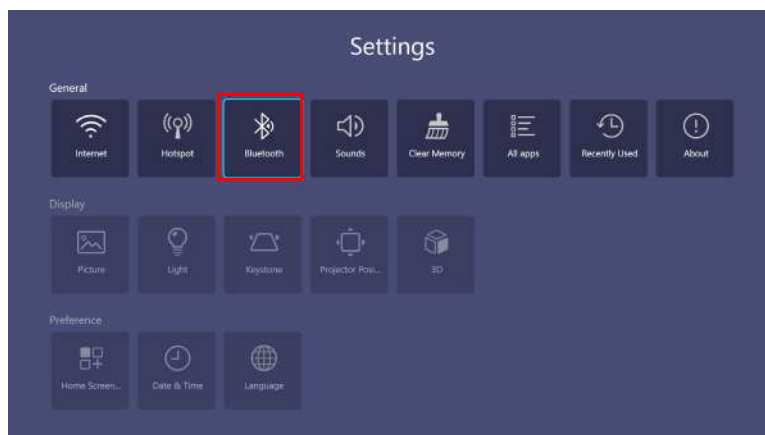 Settings
General
Internet
Hotspot
Bluetooth
Sounds
Clear Memory
All apps
Recently Used
About
Display
Picture
Light
Keystone
Projector Posi...
3D
Preference
Home Screen...
Date & Time
Language